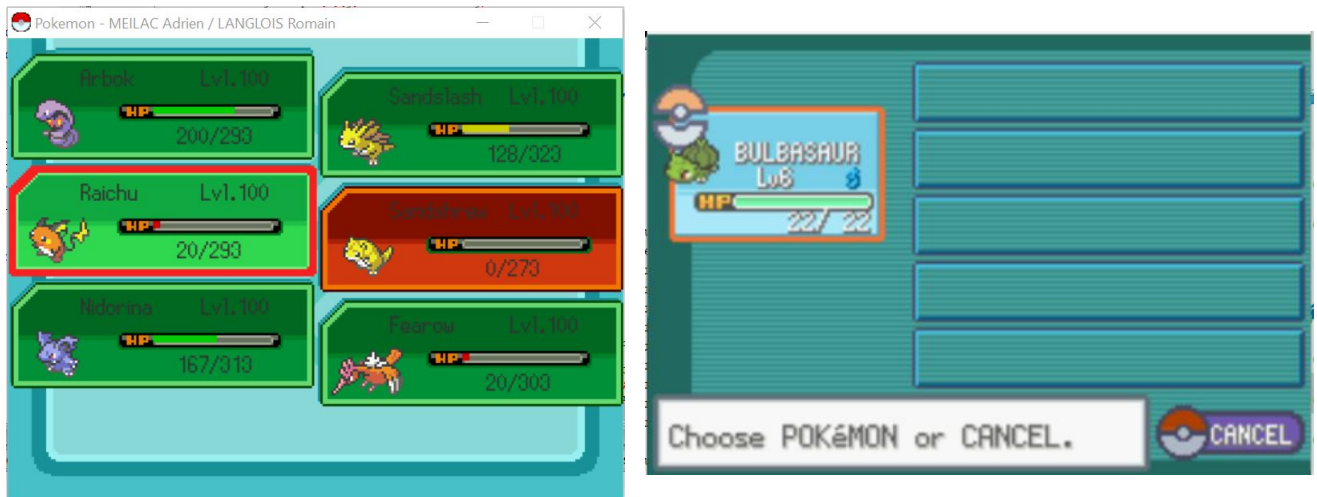 Pokemon - MEILAC Adrien / LANGLOIS Romain
Arbok Lvl.100
HP
200/293
Sandslash Lvl.100
HP
128/323
Raichu Lvl.100
HP
20/293
Sandshrew Lvl.100
HP
0/273
Nidorina Lvl.100
HP
167/313
Fearow Lvl.100
HP
20/303
BULBASAUR
Lv6
HP
22/ 22
Choose POKéMON or CANCEL.
CANCEL